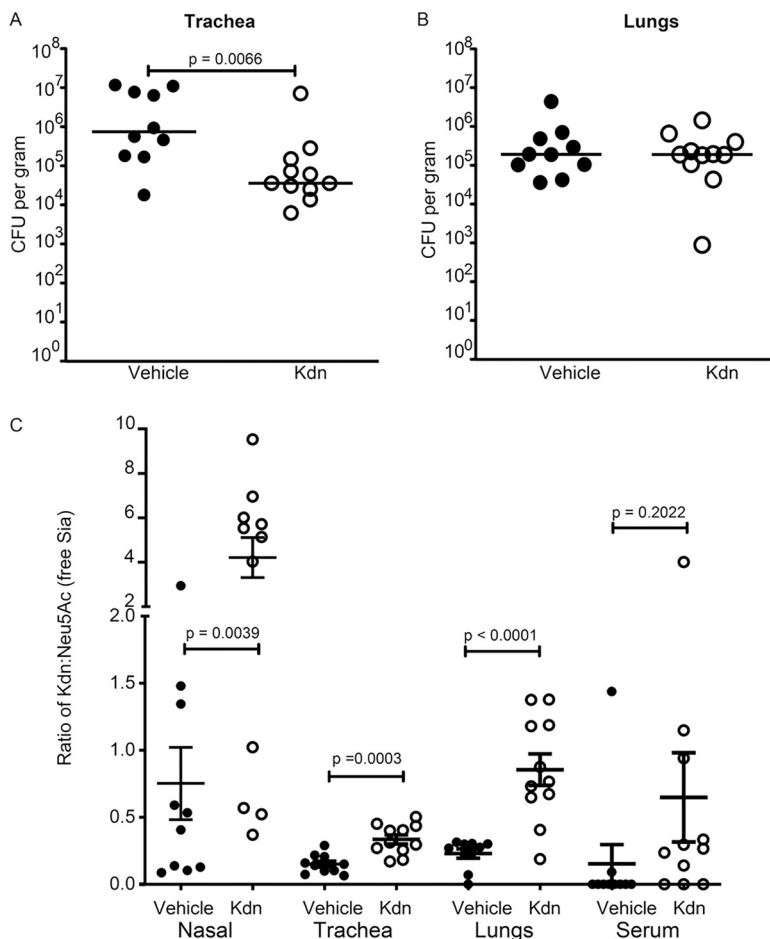 A Trachea
B Lungs
CFU per gram
10^8
10^7
10^6
10^5
10^4
10^3
10^2
10^1
10^0
p = 0.0066
Vehicle Kdn
CFU per gram
10^8
10^7
10^6
10^5
10^4
10^3
10^2
10^1
10^0
Vehicle Kdn
C
Ratio of Kdn:Neu5Ac (free Sia)
10
8
6
4
2
2.0
1.5
1.0
0.5
0.0
p = 0.0039
p =0.0003
p < 0.0001
p = 0.2022
Vehicle Kdn Vehicle Kdn Vehicle Kdn Vehicle Kdn
Nasal Trachea Lungs Serum